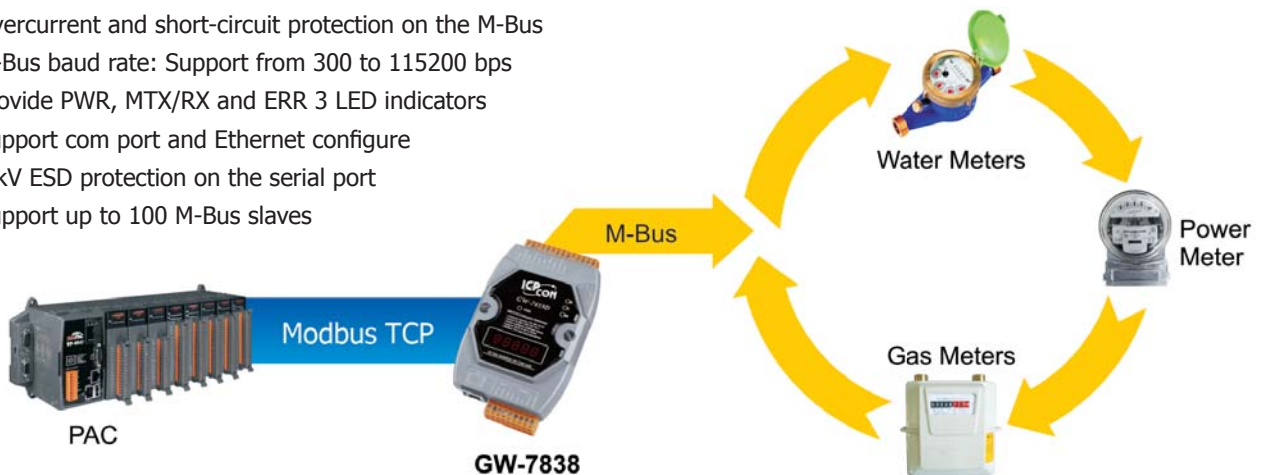 vercurrent and short-circuit protection on the M-Bus
-Bus baud rate: Support from 300 to 115200 bps
ovide PWR, MTX/RX and ERR 3 LED indicators
upport com port and Ethernet configure
kV ESD protection on the serial port
upport up to 100 M-Bus slaves
Water Meters
M-Bus
Power
Meter
ICP
CON
Modbus TCP
Gas Meters
PAC
GW-7838